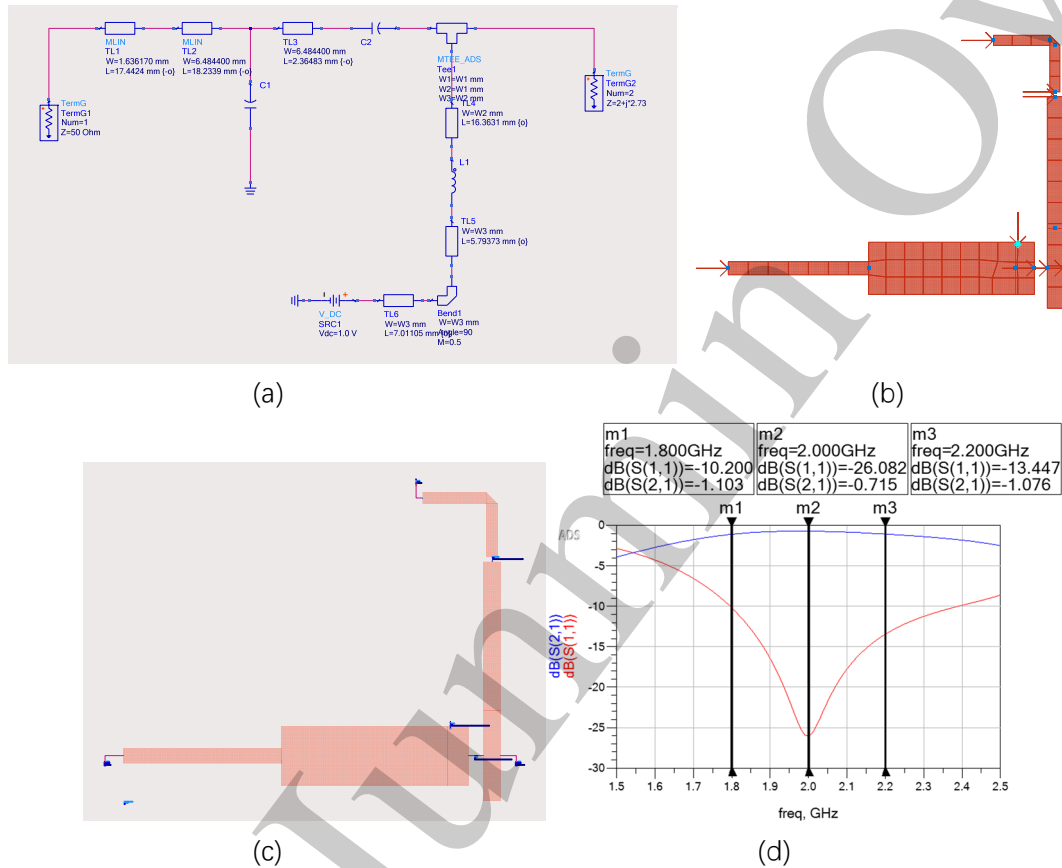 MLIN
TL1
W=1.636170 mm
L=17.4424 mm {-o}
MLIN
TL2
W=6.484400 mm
L=18.2339 mm {-o}
TL3
W=6.484400 mm
L=2.36483 mm {-o}
C2
MTEE_ADS
Tee1
W1=W1 mm
W2=W1 mm
W3=W2 mm
TermG
TermG1
Num=1
Z=50 Ohm
C1
TermG
TermG2
Num=2
Z=2+j*2.73
TL4
W=W2 mm
L=16.3631 mm {o}
L1
TL5
W=W3 mm
L=5.79373 mm {o}
V_DC
SRC1
Vdc=1.0 V
TL6
W=W3 mm
L=7.01105 mm {o}
Bend1
W=W3 mm
Angle=90
M=0.5
(a)
(b)
m1
freq=1.800GHz
dB(S(1,1))=-10.200
dB(S(2,1))=-1.103
m2
freq=2.000GHz
dB(S(1,1))=-26.082
dB(S(2,1))=-0.715
m3
freq=2.200GHz
dB(S(1,1))=-13.447
dB(S(2,1))=-1.076
m1 m2 m3
ADS
dB(S(2,1))
dB(S(1,1))
0
-5
-10
-15
-20
-25
-30
1.5 1.6 1.7 1.8 1.9 2.0 2.1 2.2 2.3 2.4 2.5
freq, GHz
(c)
(d)